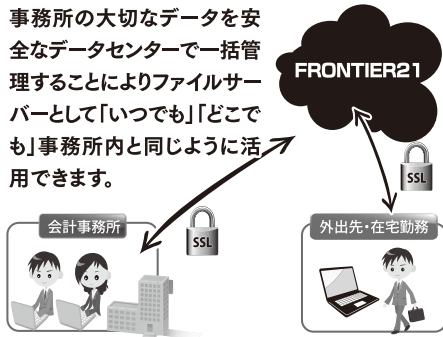 事務所の大切なデータを安
全なデータセンターで一括管
理することによりファイルサー
バーとして「いつでも」「どこで
も」事務所内と同じように活
用できます。
FRONTIER21
SSL
SSL
会計事務所
外出先・在宅勤務